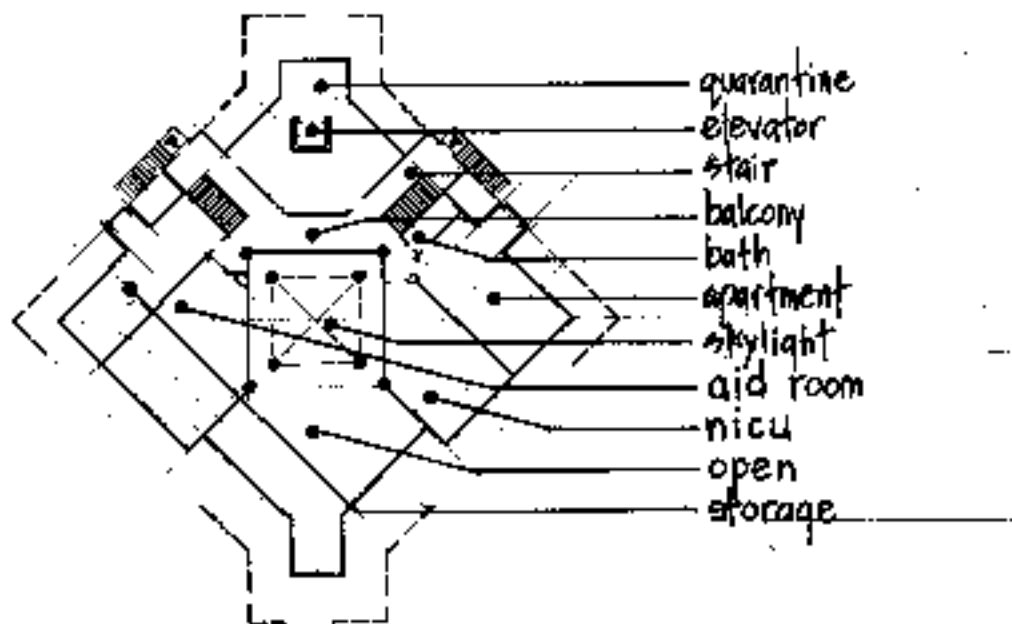 quarantine
elevator
stair
balcony
bath
apartment
skylight
aid room
nicu
open
storage